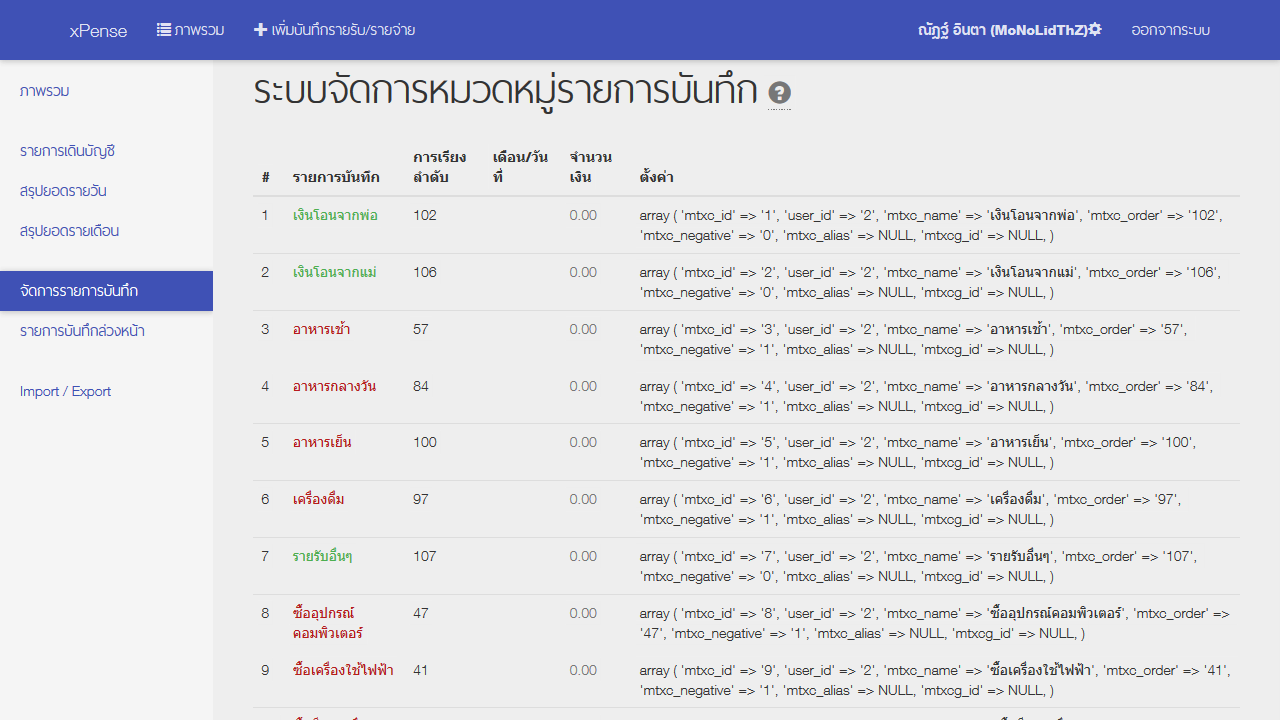 xPense ภาพรวม เพิ่มบันทึกรายรับ/รายจ่าย ณัฏฐ์ อินตา (MoNoLidThZ) ออกจากระบบ
ภาพรวม
รายการเดินบัญชี
สรุปยอดรายวัน
สรุปยอดรายเดือน
จัดการรายการบันทึก
รายการบันทึกล่วงหน้า
Import / Export
ระบบจัดการหมวดหมู่รายการบันทึก ?
# รายการบันทึก การเรียงลำดับ เดือน/วันที่ จำนวนเงิน ตั้งค่า
1 เงินโอนจากพ่อ 102 0.00 array ( 'mtxc_id' => '1', 'user_id' => '2', 'mtxc_name' => 'เงินโอนจากพ่อ', 'mtxc_order' => '102',
'mtxc_negative' => '0', 'mtxc_alias' => NULL, 'mtxcg_id' => NULL, )
2 เงินโอนจากแม่ 106 0.00 array ( 'mtxc_id' => '2', 'user_id' => '2', 'mtxc_name' => 'เงินโอนจากแม่', 'mtxc_order' => '106',
'mtxc_negative' => '0', 'mtxc_alias' => NULL, 'mtxcg_id' => NULL, )
3 อาหารเช้า 57 0.00 array ( 'mtxc_id' => '3', 'user_id' => '2', 'mtxc_name' => 'อาหารเช้า', 'mtxc_order' => '57',
'mtxc_negative' => '1', 'mtxc_alias' => NULL, 'mtxcg_id' => NULL, )
4 อาหารกลางวัน 84 0.00 array ( 'mtxc_id' => '4', 'user_id' => '2', 'mtxc_name' => 'อาหารกลางวัน', 'mtxc_order' => '84',
'mtxc_negative' => '1', 'mtxc_alias' => NULL, 'mtxcg_id' => NULL, )
5 อาหารเย็น 100 0.00 array ( 'mtxc_id' => '5', 'user_id' => '2', 'mtxc_name' => 'อาหารเย็น', 'mtxc_order' => '100',
'mtxc_negative' => '1', 'mtxc_alias' => NULL, 'mtxcg_id' => NULL, )
6 เครื่องดื่ม 97 0.00 array ( 'mtxc_id' => '6', 'user_id' => '2', 'mtxc_name' => 'เครื่องดื่ม', 'mtxc_order' => '97',
'mtxc_negative' => '1', 'mtxc_alias' => NULL, 'mtxcg_id' => NULL, )
7 รายรับอื่นๆ 107 0.00 array ( 'mtxc_id' => '7', 'user_id' => '2', 'mtxc_name' => 'รายรับอื่นๆ', 'mtxc_order' => '107',
'mtxc_negative' => '0', 'mtxc_alias' => NULL, 'mtxcg_id' => NULL, )
8 ซื้ออุปกรณ์คอมพิวเตอร์ 47 0.00 array ( 'mtxc_id' => '8', 'user_id' => '2', 'mtxc_name' => 'ซื้ออุปกรณ์คอมพิวเตอร์', 'mtxc_order' =>
'47', 'mtxc_negative' => '1', 'mtxc_alias' => NULL, 'mtxcg_id' => NULL, )
9 ซื้อเครื่องใช้ไฟฟ้า 41 0.00 array ( 'mtxc_id' => '9', 'user_id' => '2', 'mtxc_name' => 'ซื้อเครื่องใช้ไฟฟ้า', 'mtxc_order' => '41',
'mtxc_negative' => '1', 'mtxc_alias' => NULL, 'mtxcg_id' => NULL, )